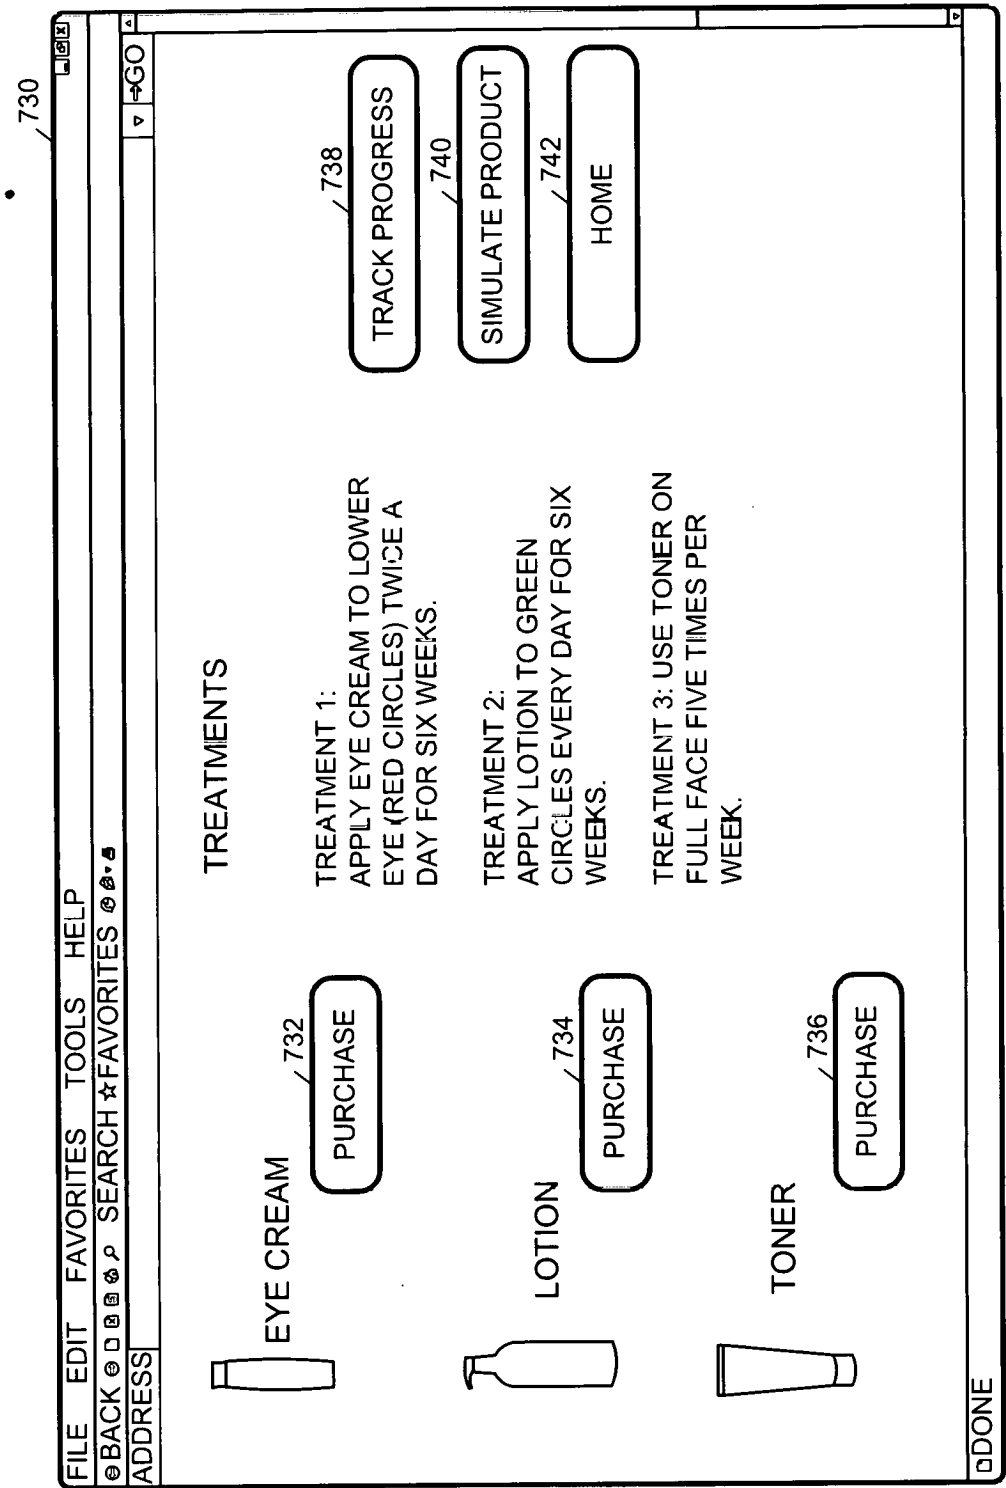 730
FILE EDIT FAVORITES TOOLS HELP
BACK SEARCH FAVORITES
ADDRESS GO
TREATMENTS
EYE CREAM
732
PURCHASE
TREATMENT 1:
APPLY EYE CREAM TO LOWER
EYE (RED CIRCLES) TWICE A
DAY FOR SIX WEEKS.
738
TRACK PROGRESS
740
SIMULATE PRODUCT
742
HOME
LOTION
734
PURCHASE
TREATMENT 2:
APPLY LOTION TO GREEN
CIRCLES EVERY DAY FOR SIX
WEEKS.
TONER
736
PURCHASE
TREATMENT 3: USE TONER ON
FULL FACE FIVE TIMES PER
WEEK.
DONE